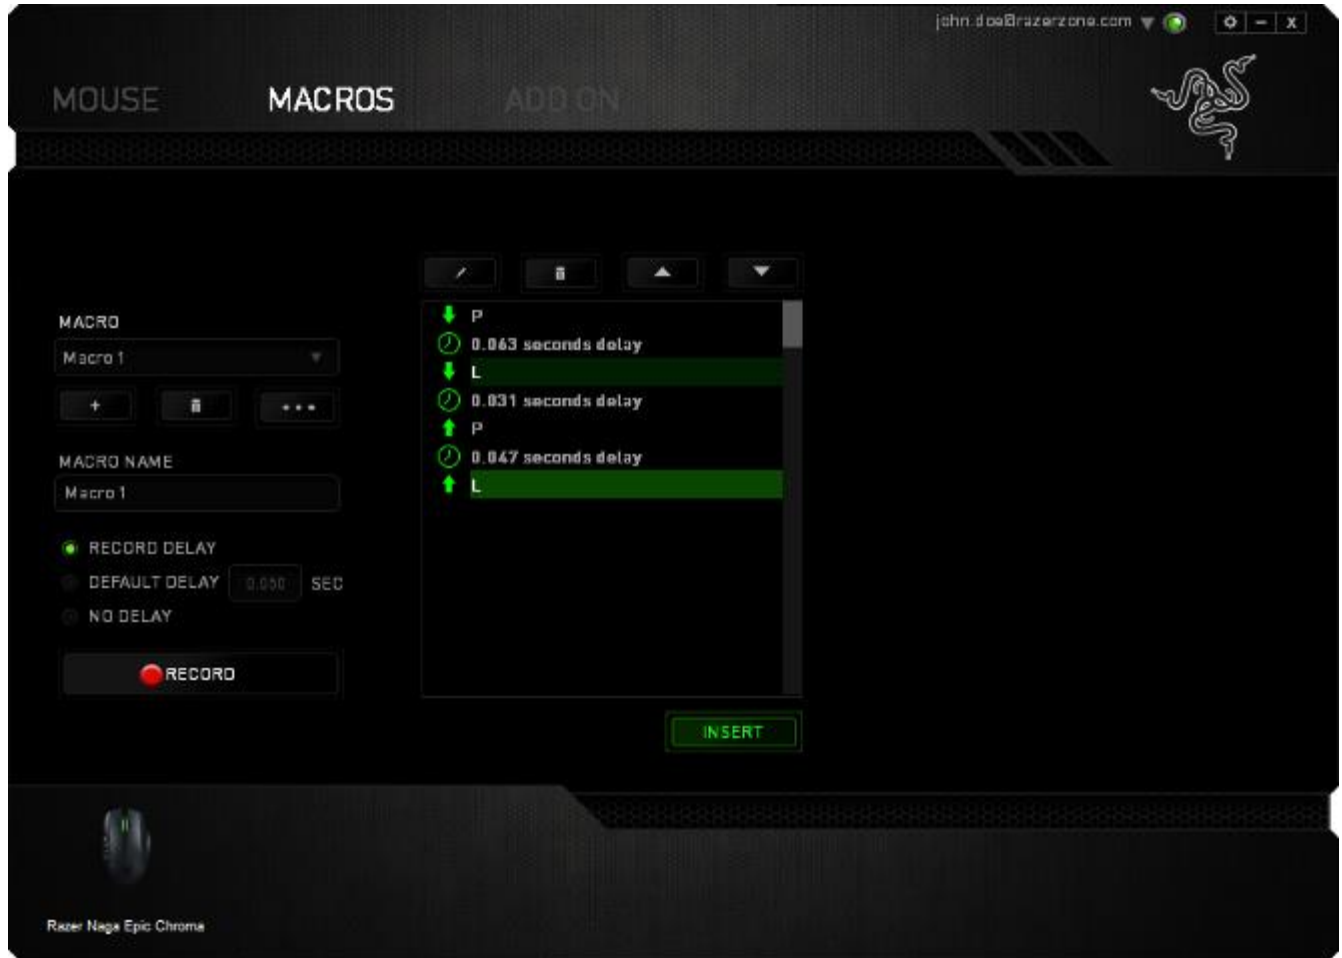 john.doe@razerzone.com
MOUSE MACROS ADD ON
MACRO
Macro 1
MACRO NAME
Macro 1
RECORD DELAY
DEFAULT DELAY 0.050 SEC
NO DELAY
RECORD
P
0.063 seconds delay
L
0.031 seconds delay
P
0.047 seconds delay
L
INSERT
Razer Naga Epic Chroma